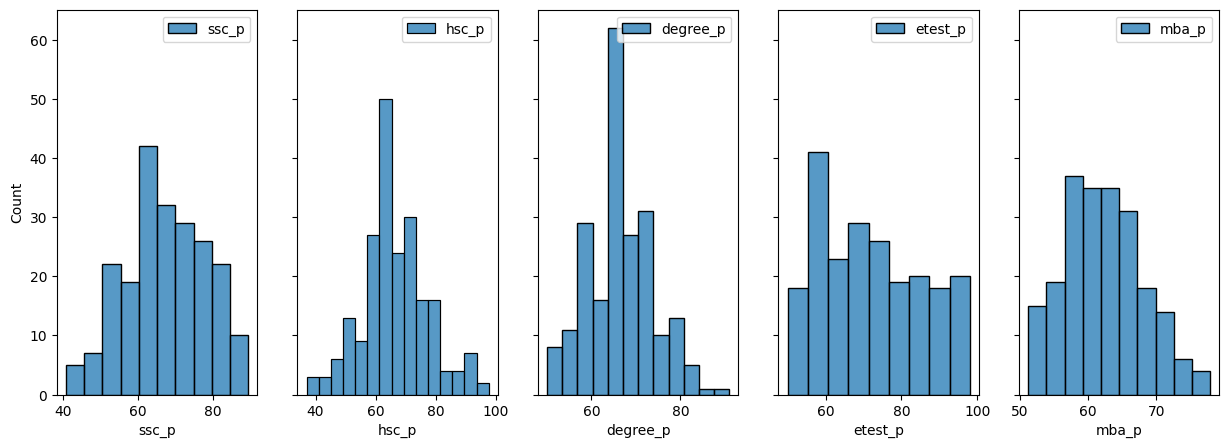 ssc_p
hsc_p
degree_p
etest_p
mba_p
60
50
40
30
20
10
0
Count
40 60 80
40 60 80 100
60 80
60 80 100
50 60 70
ssc_p
hsc_p
degree_p
etest_p
mba_p